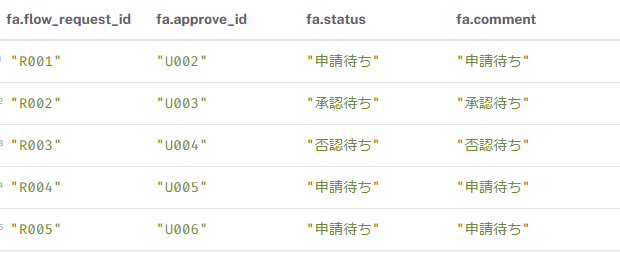 fa.flow_request_id fa.approve_id fa.status fa.comment
"R001" "U002" "申請待ち" "申請待ち"
2 "R002" "U003" "承認待ち" "承認待ち"
3 "R003" "U004" "否認待ち" "否認待ち"
4 "R004" "U005" "申請待ち" "申請待ち"
"R005" "U006" "申請待ち" "申請待ち"